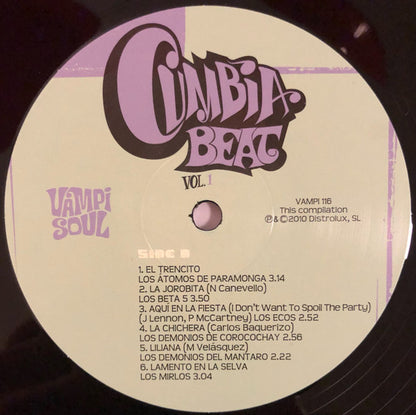 CUMBIA
BEAT
VOL.1
VAMPI
SOUL
VAMPI 116
This compilation
℗ & ©2010 Distrolux, SL
1. EL TRENCITO
LOS ÁTOMOS DE PARAMONGA 3.14
2. LA JOROBITA (N Canevello)
LOS BETA 5 3.50
3. AQUI EN LA FIESTA (I Don't Want To Spoil The Party)
(J Lennon, P McCartney) LOS ECOS 2.52
4. LA CHICHERA (Carlos Baquerizo)
LOS DEMONIOS DE COROCOCHAY 2.56
5. LILIANA (M Velásquez)
LOS DEMONIOS DEL MANTARO 2.22
6. LAMENTO EN LA SELVA
LOS MIRLOS 3.04